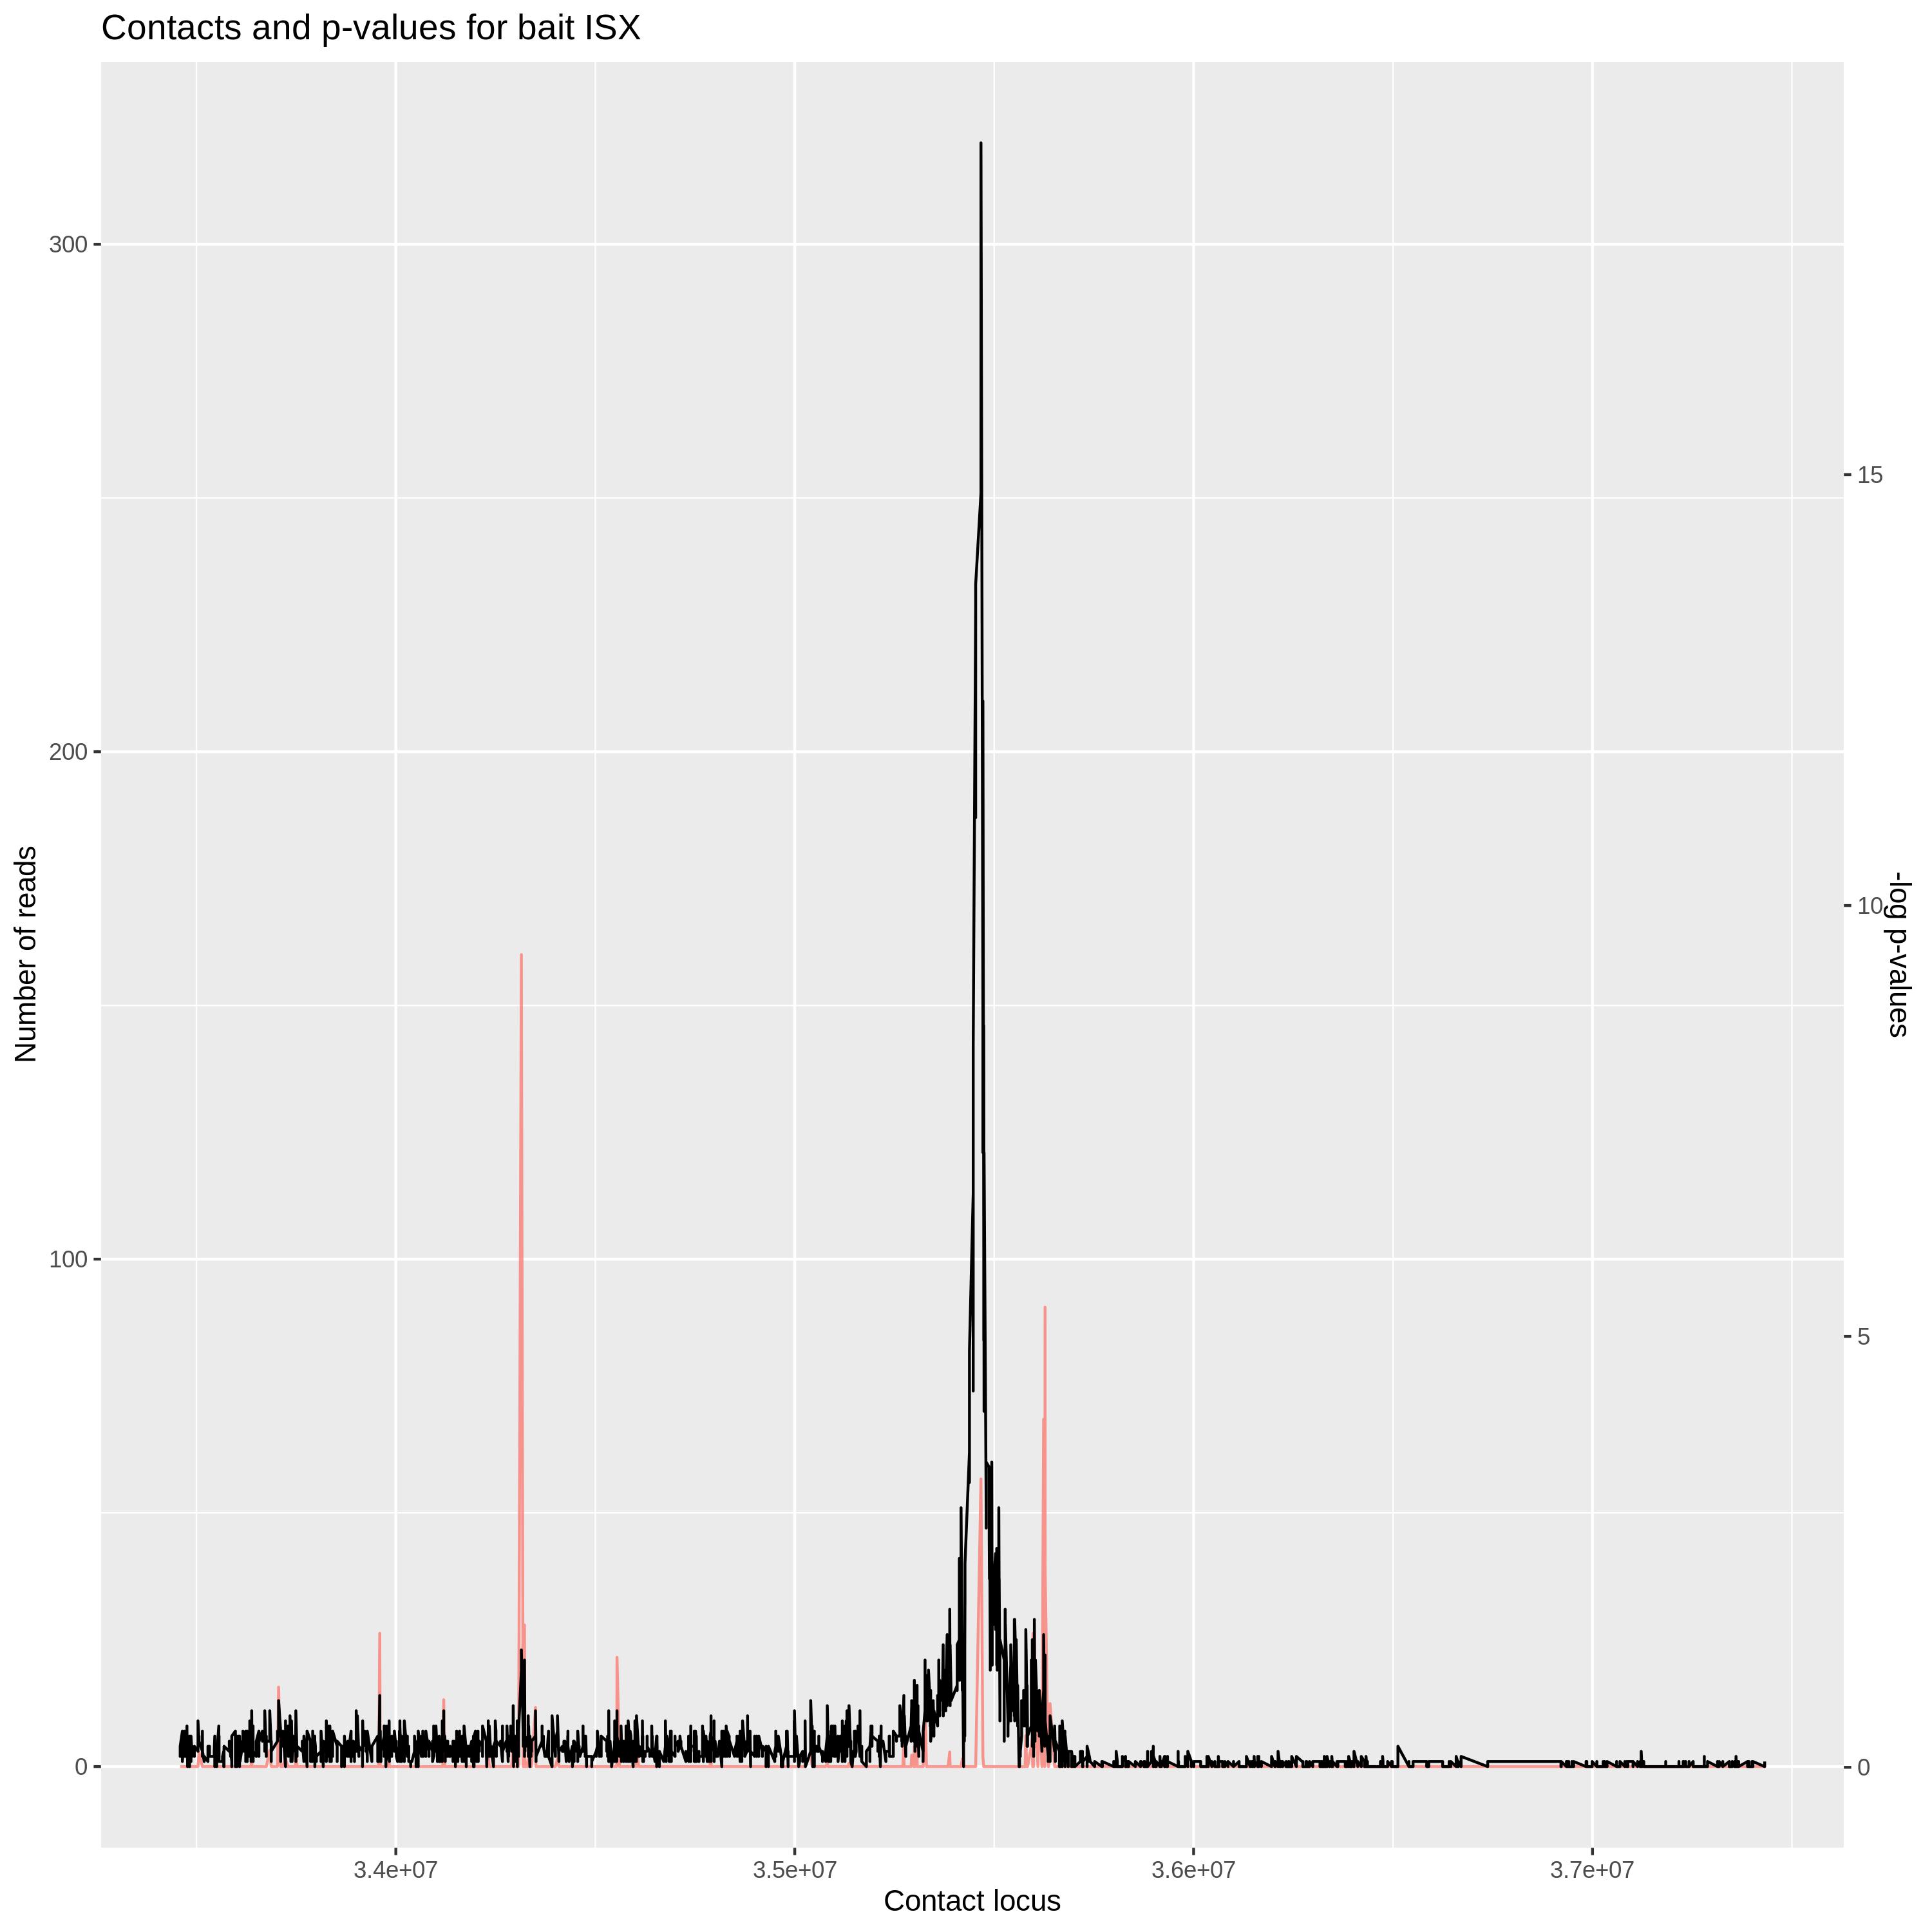 Contacts and p-values for bait ISX
Number of reads
300
200
100
0
15
10
5
0
-log p-values
3.4e+07 3.5e+07 3.6e+07 3.7e+07
Contact locus